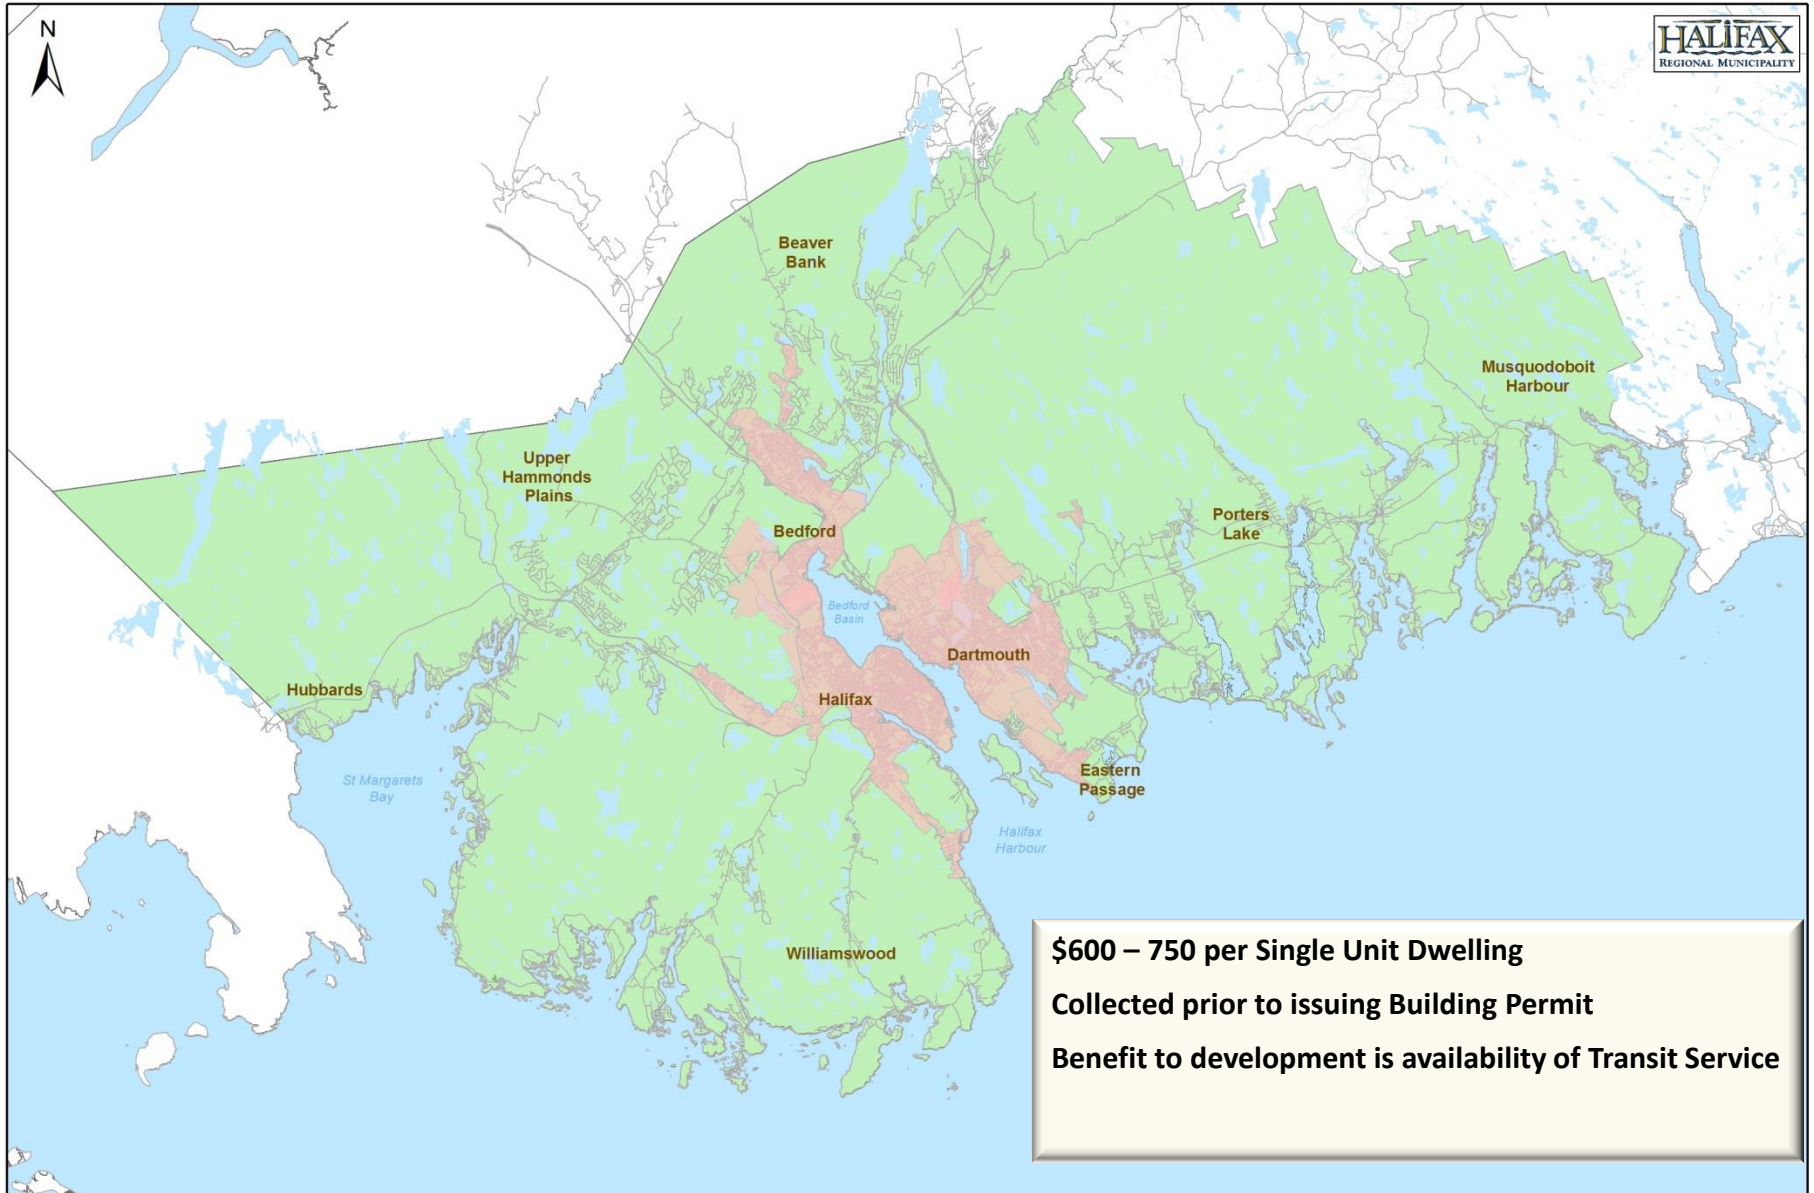 N
HALIFAX
REGIONAL MUNICIPALITY
Beaver
Bank
Musquodoboit
Harbour
Upper
Hammonds
Plains
Porters
Lake
Bedford
Bedford
Basin
Dartmouth
Hubbards
Halifax
St Margarets
Bay
Eastern
Passage
Halifax
Harbour
Williamswood
$600 – 750 per Single Unit Dwelling
Collected prior to issuing Building Permit
Benefit to development is availability of Transit Service